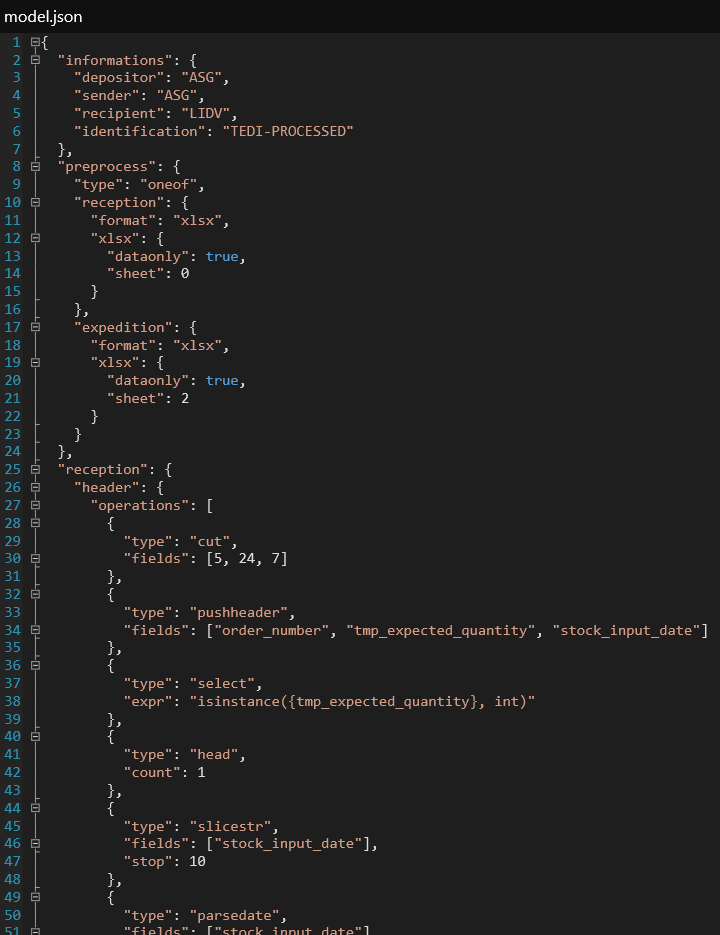 model.json
1 {
2 "informations": {
3 "depositor": "ASG",
4 "sender": "ASG",
5 "recipient": "LIDV",
6 "identification": "TEDI-PROCESSED"
7 },
8 "preprocess": {
9 "type": "oneof",
10 "reception": {
11 "format": "xlsx",
12 "xlsx": {
13 "dataonly": true,
14 "sheet": 0
15 }
16 },
17 "expedition": {
18 "format": "xlsx",
19 "xlsx": {
20 "dataonly": true,
21 "sheet": 2
22 }
23 }
24 },
25 "reception": {
26 "header": {
27 "operations": [
28 {
29 "type": "cut",
30 "fields": [5, 24, 7]
31 },
32 {
33 "type": "pushheader",
34 "fields": ["order_number", "tmp_expected_quantity", "stock_input_date"]
35 },
36 {
37 "type": "select",
38 "expr": "isinstance({tmp_expected_quantity}, int)"
39 },
40 {
41 "type": "head",
42 "count": 1
43 },
44 {
45 "type": "slicestr",
46 "fields": ["stock_input_date"],
47 "stop": 10
48 },
49 {
50 "type": "parsedate",
51 "fields": ["stock_input_date"]